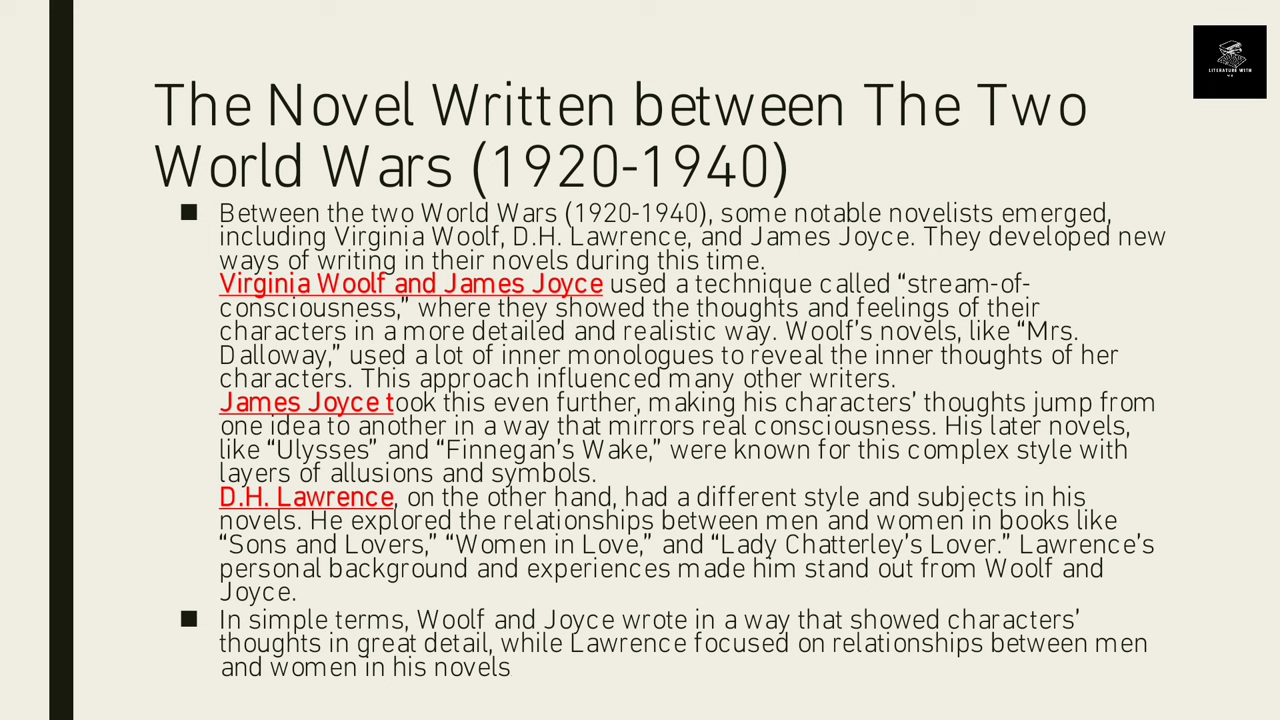 LITERATURE WITH
ME
The Novel Written between The Two
World Wars (1920-1940)
■ Between the two World Wars (1920-1940), some notable novelists emerged,
including Virginia Woolf, D.H. Lawrence, and James Joyce. They developed new
ways of writing in their novels during this time.
Virginia Woolf and James Joyce used a technique called “stream-of-
consciousness,” where they showed the thoughts and feelings of their
characters in a more detailed and realistic way. Woolf’s novels, like “Mrs.
Dalloway,” used a lot of inner monologues to reveal the inner thoughts of her
characters. This approach influenced many other writers.
James Joyce took this even further, making his characters’ thoughts jump from
one idea to another in a way that mirrors real consciousness. His later novels,
like “Ulysses” and “Finnegan’s Wake,” were known for this complex style with
layers of allusions and symbols.
D.H. Lawrence, on the other hand, had a different style and subjects in his
novels. He explored the relationships between men and women in books like
“Sons and Lovers,” “Women in Love,” and “Lady Chatterley’s Lover.” Lawrence’s
personal background and experiences made him stand out from Woolf and
Joyce.
■ In simple terms, Woolf and Joyce wrote in a way that showed characters’
thoughts in great detail, while Lawrence focused on relationships between men
and women in his novels